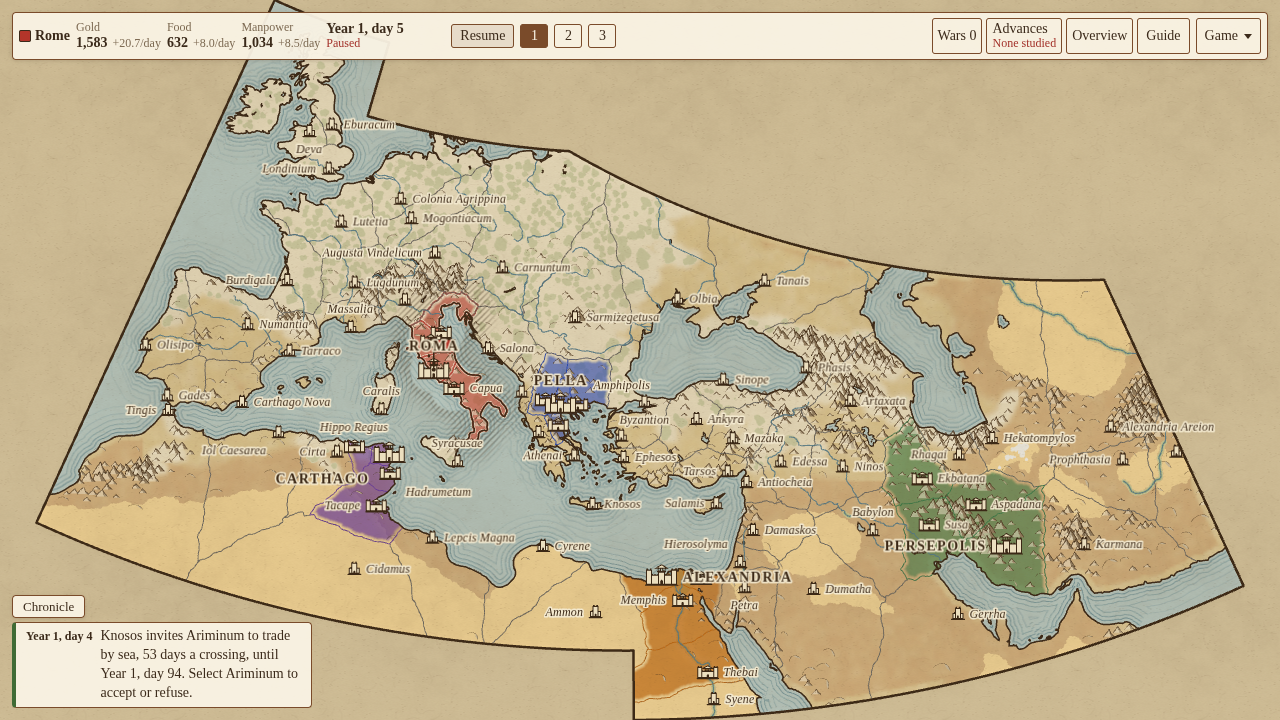 Rome
Gold
1,583 +20.7/day
Food
632 +8.0/day
Manpower
1,034 +8.5/day
Year 1, day 5
Paused
Resume
1
2
3
Wars 0
Advances
None studied
Overview
Guide
Game
Eburacum
Deva
Londinium
Colonia Agrippina
Lutetia
Mogontiacum
Augusta Vindelicum
Carnuntum
Burdigala
Lugdunum
Tanais
Olbia
Massalia
Numantia
Sarmizegetusa
Olisipo
Tarraco
ROMA
Salona
Phasis
PELLA
Sinope
Amphipolis
Capua
Caralis
Gades
Carthago Nova
Artaxata
Tingis
Byzantion
Ankyra
Hippo Regius
Alexandria Areion
Mazaka
Hekatompylos
Syracusae
Iol Caesarea
Cirta
Athenai
Ephesos
Rhagai
Prophthasia
Edessa
Ninos
Tarsos
CARTHAGO
Ekbatana
Antiocheia
Hadrumetum
Tacape
Knosos
Salamis
Aspadana
Babylon
Susa
Damaskos
Lepcis Magna
Cyrene
Hierosolyma
PERSEPOLIS
Karmana
Cidamus
ALEXANDRIA
Dumatha
Memphis
Petra
Ammon
Gerrha
Thebai
Syene
Chronicle
Year 1, day 4 Knosos invites Ariminum to trade
by sea, 53 days a crossing, until
Year 1, day 94. Select Ariminum to
accept or refuse.